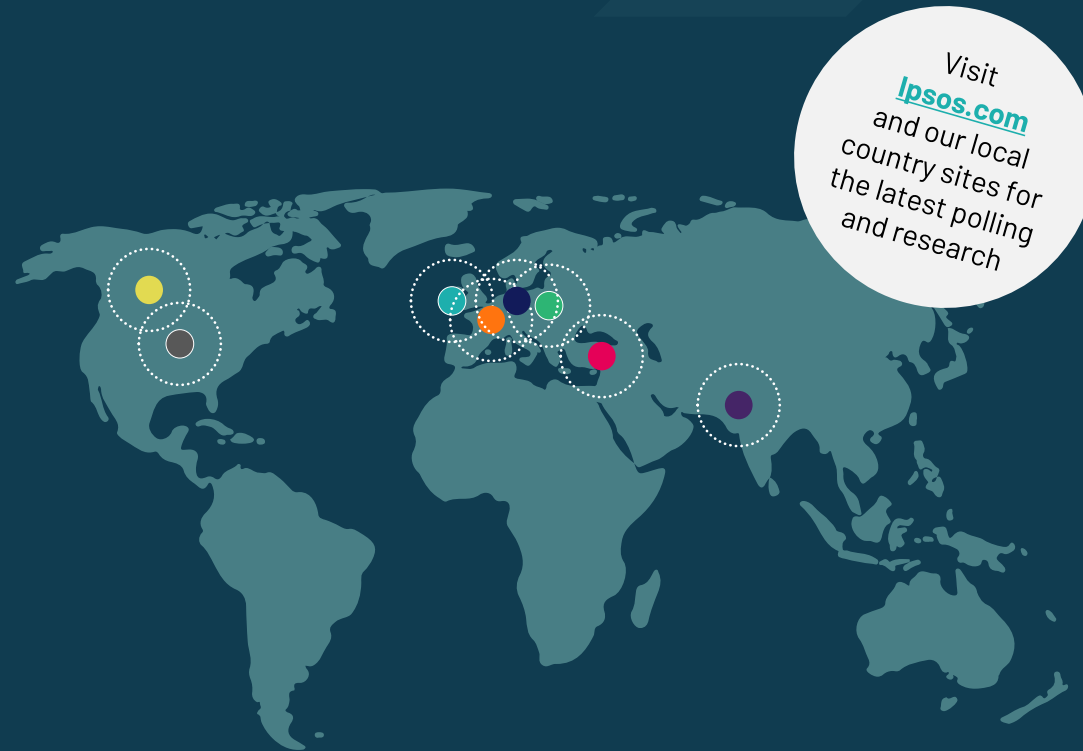 Visit
Ipsos.com
and our local
country sites for
the latest polling
and research